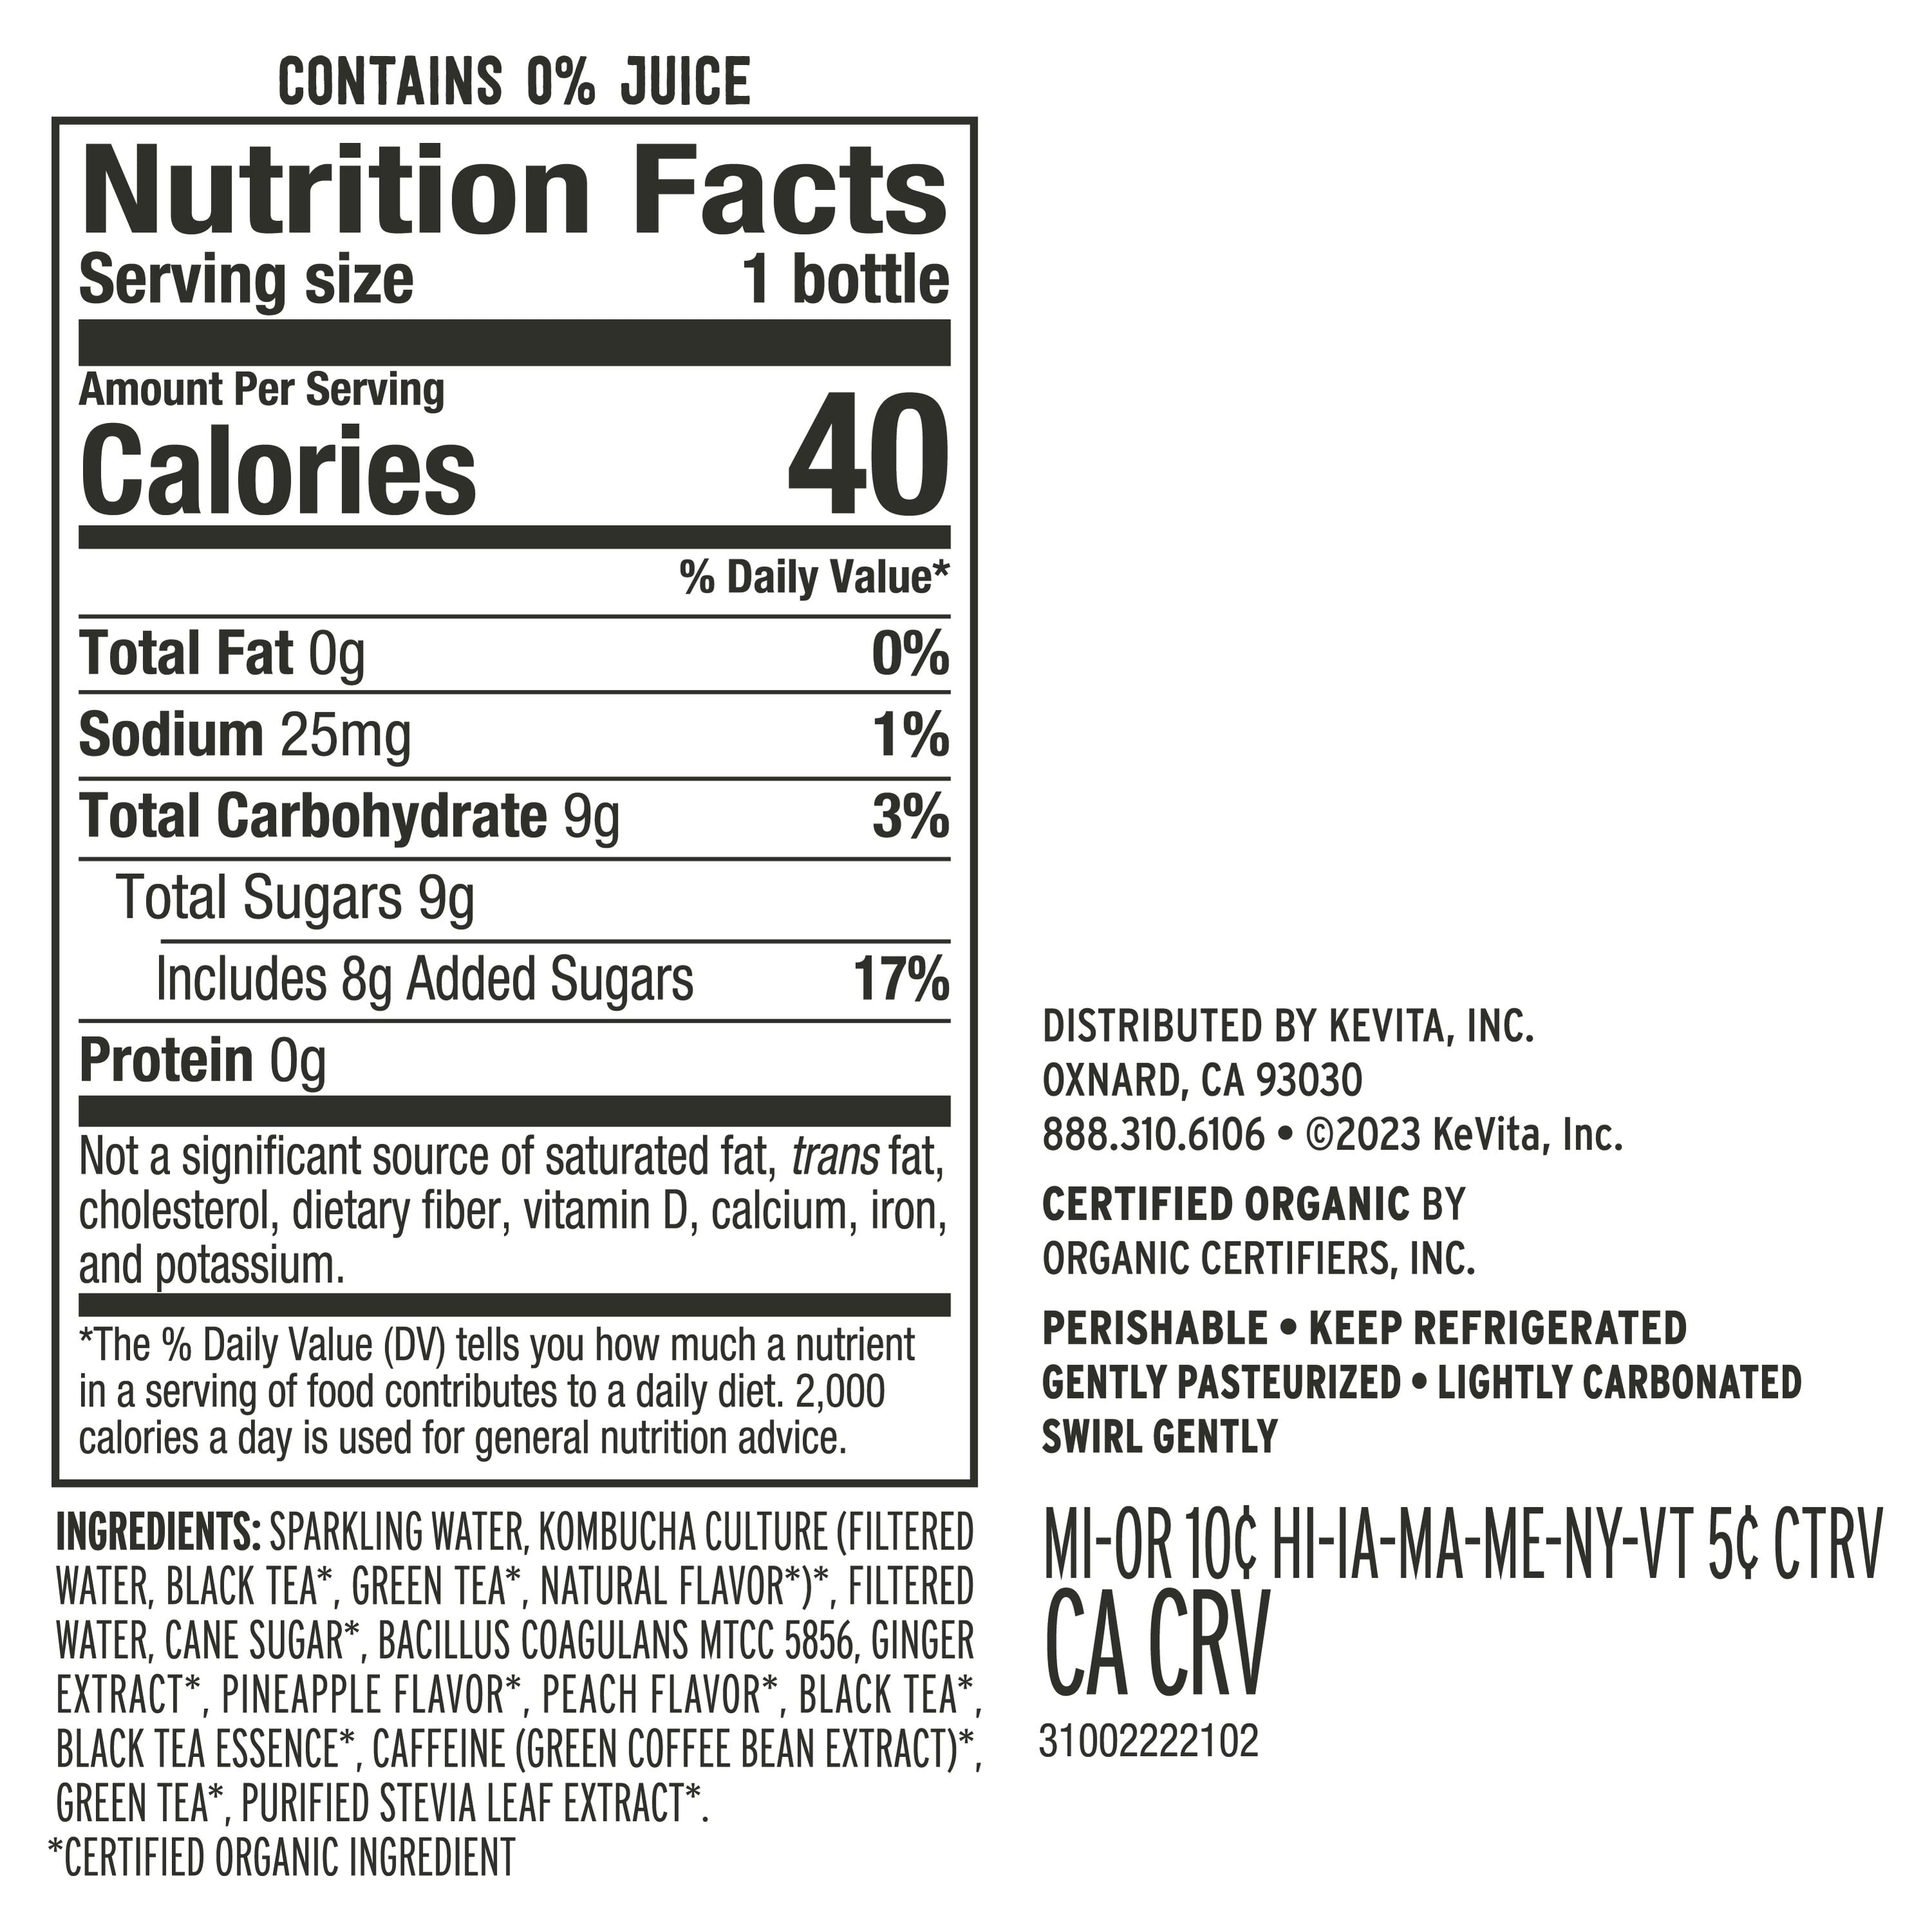 CONTAINS 0% JUICE
Nutrition Facts
Serving size 1 bottle
Amount Per Serving
Calories 40
% Daily Value*
Total Fat 0g 0%
Sodium 25mg 1%
Total Carbohydrate 9g 3%
Total Sugars 9g
Includes 8g Added Sugars 17%
Protein 0g
Not a significant source of saturated fat, trans fat,
cholesterol, dietary fiber, vitamin D, calcium, iron,
and potassium.
*The % Daily Value (DV) tells you how much a nutrient
in a serving of food contributes to a daily diet. 2,000
calories a day is used for general nutrition advice.
INGREDIENTS: SPARKLING WATER, KOMBUCHA CULTURE (FILTERED
WATER, BLACK TEA*, GREEN TEA*, NATURAL FLAVOR*)*, FILTERED
WATER, CANE SUGAR*, BACILLUS COAGULANS MTCC 5856, GINGER
EXTRACT*, PINEAPPLE FLAVOR*, PEACH FLAVOR*, BLACK TEA*,
BLACK TEA ESSENCE*, CAFFEINE (GREEN COFFEE BEAN EXTRACT)*,
GREEN TEA*, PURIFIED STEVIA LEAF EXTRACT*.
*CERTIFIED ORGANIC INGREDIENT
DISTRIBUTED BY KEVITA, INC.
OXNARD, CA 93030
888.310.6106 • ©2023 KeVita, Inc.
CERTIFIED ORGANIC BY
ORGANIC CERTIFIERS, INC.
PERISHABLE • KEEP REFRIGERATED
GENTLY PASTEURIZED • LIGHTLY CARBONATED
SWIRL GENTLY
MI-OR 10¢ HI-IA-MA-ME-NY-VT 5¢ CTRV
CA CRV
31002222102